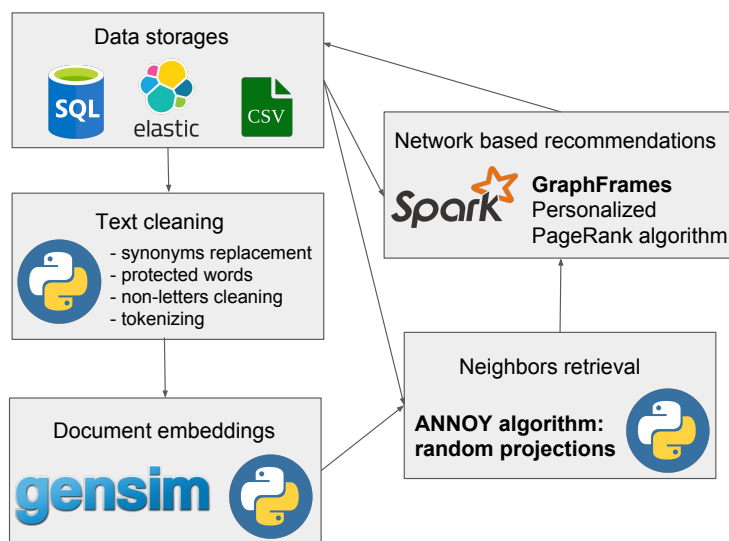 Data storages
SQL
elastic
CSV
Text cleaning
- synonyms replacement
- protected words
- non-letters cleaning
- tokenizing
Document embeddings
gensim
Network based recommendations
Spark
GraphFrames
Personalized
PageRank algorithm
Neighbors retrieval
ANNOY algorithm:
random projections